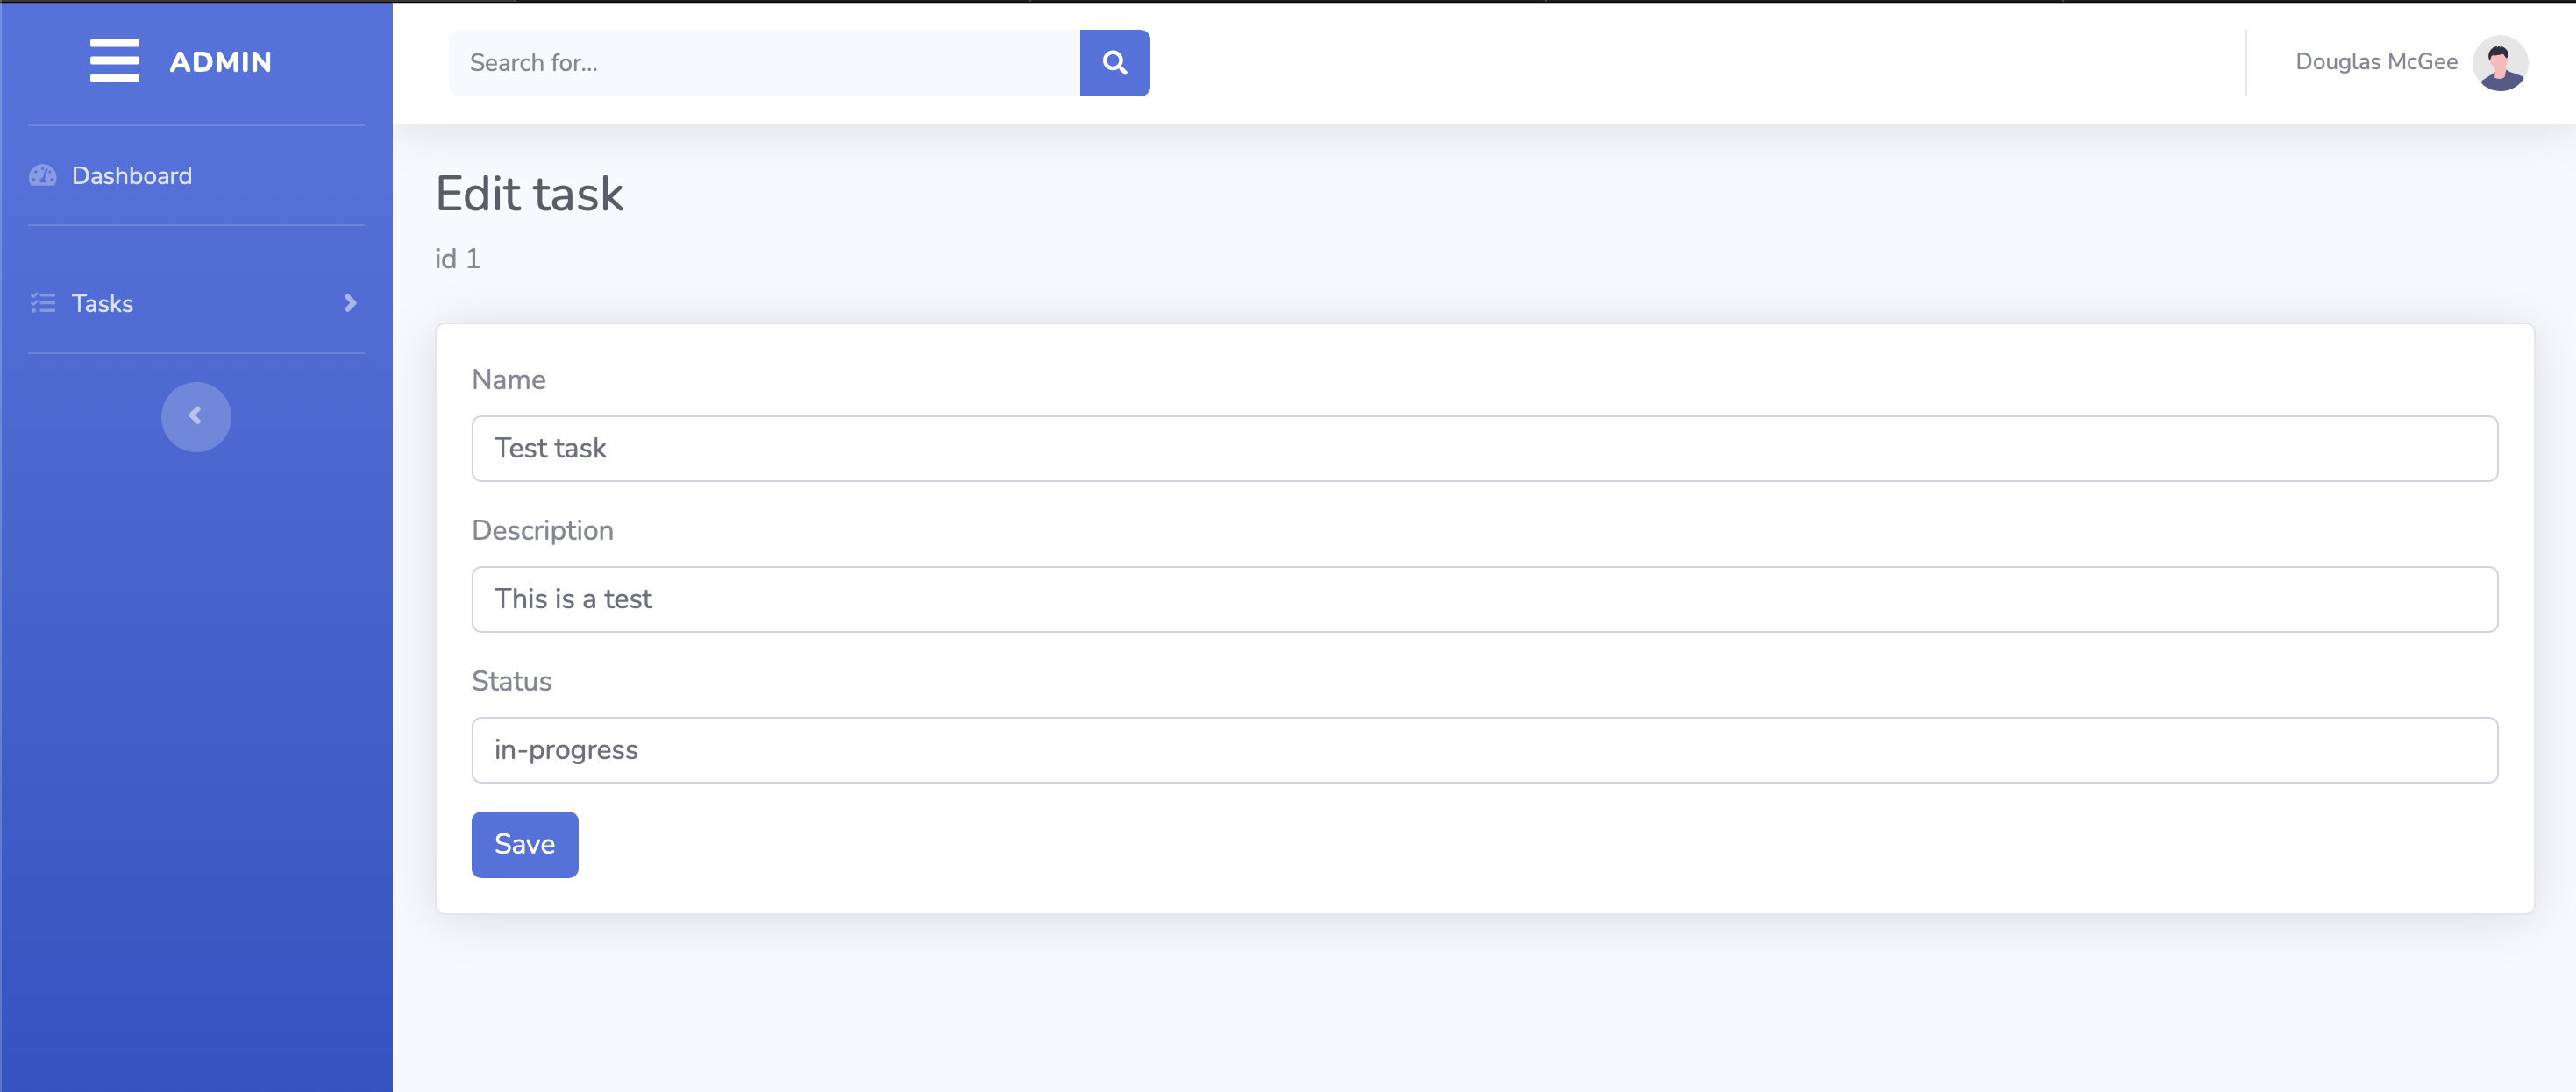 ADMIN
Search for...
Douglas McGee
Dashboard
Tasks
Edit task
id 1
Name
Test task
Description
This is a test
Status
in-progress
Save